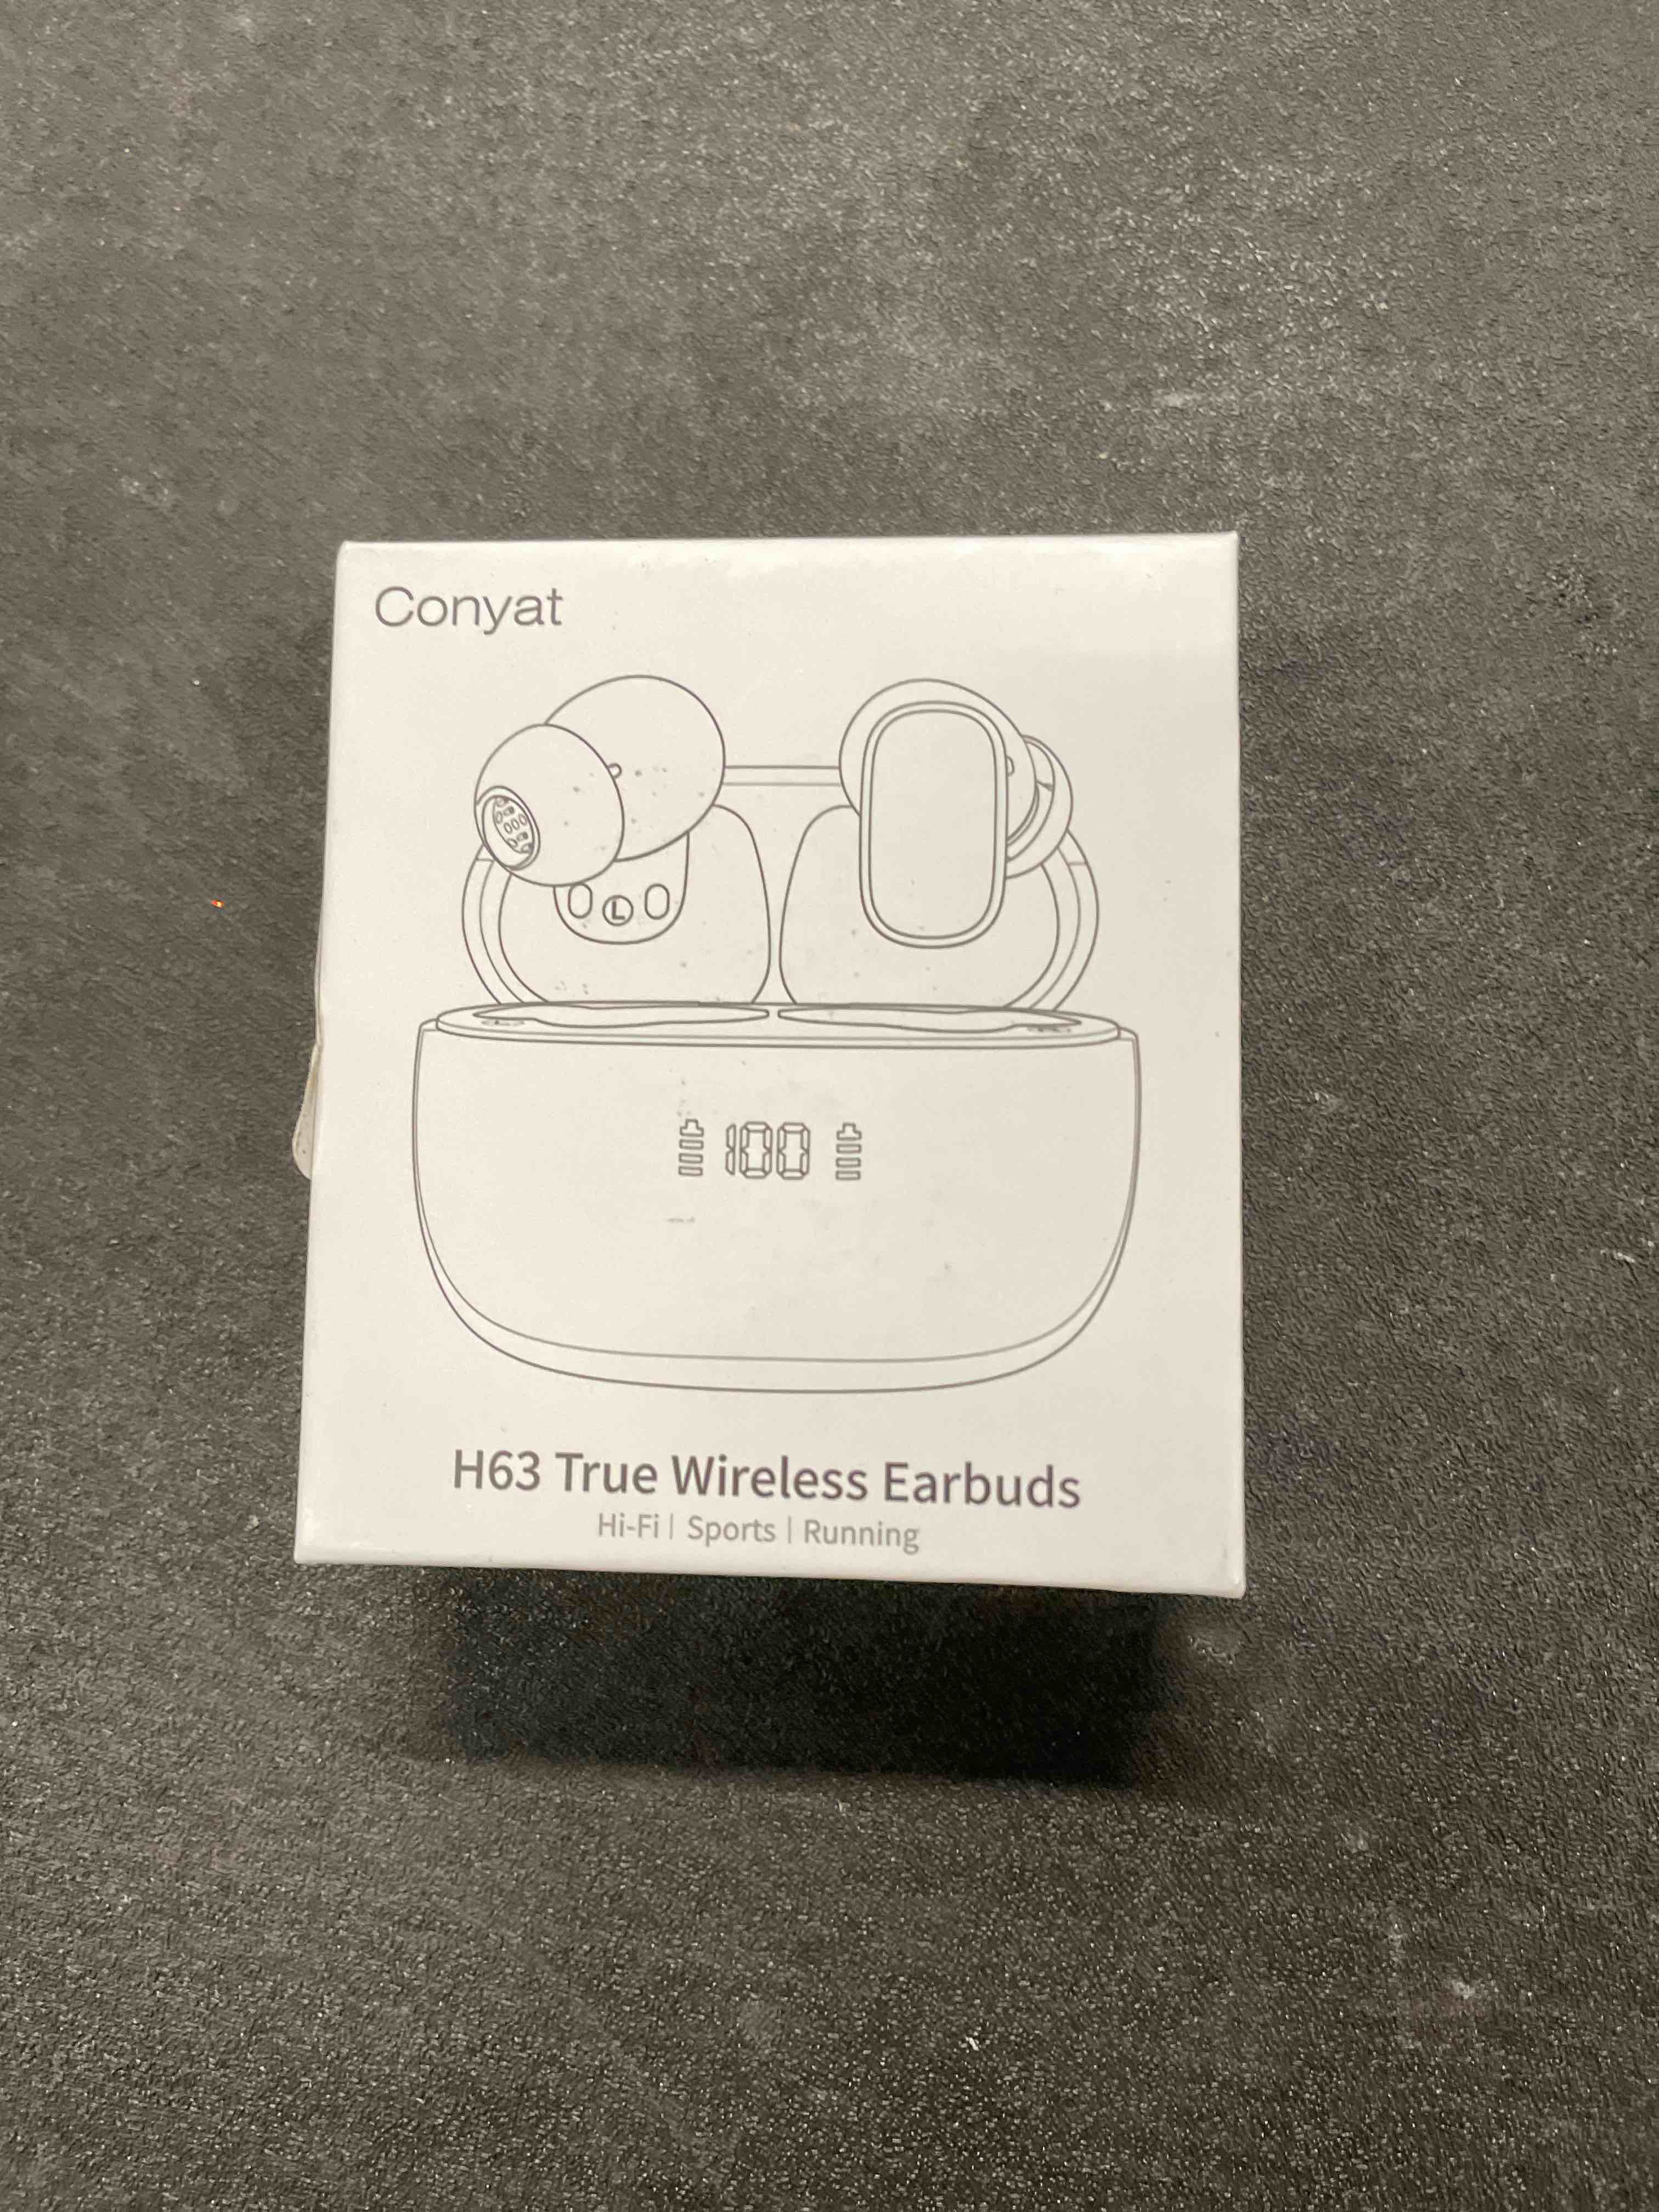 Conyat
L
100
H63 True Wireless Earbuds
Hi-Fi | Sports | Running